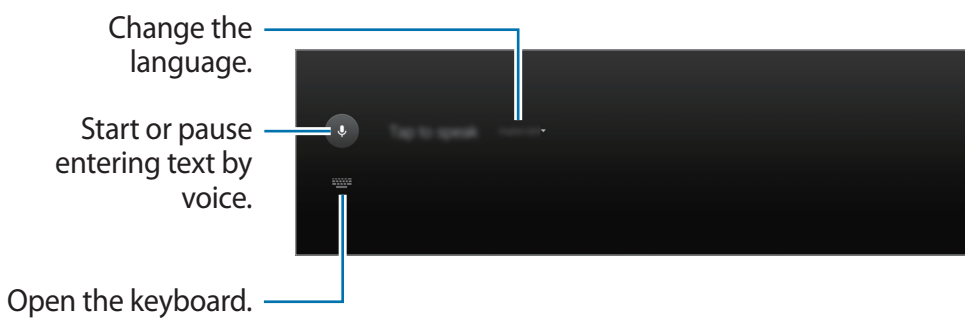 Change the
language.
Start or pause
entering text by
voice.
Tap to speak
Open the keyboard.